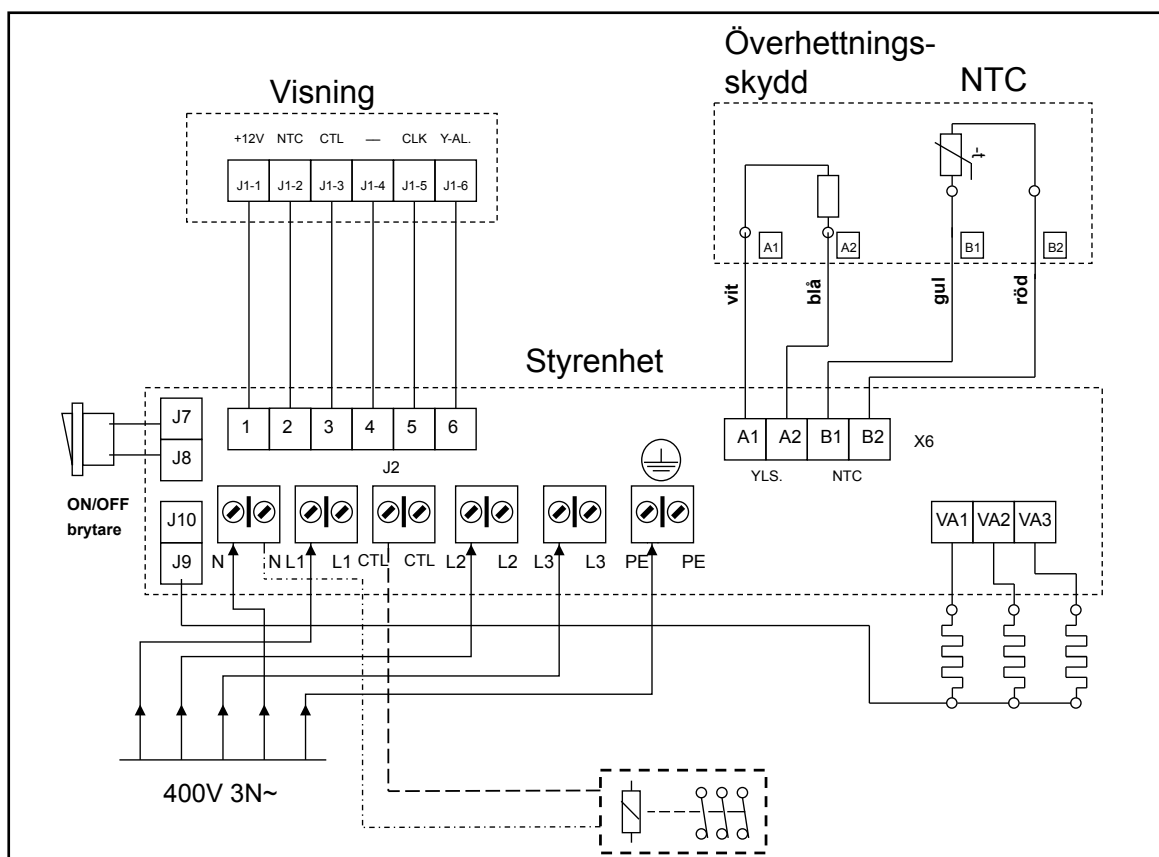 Överhettnings-
skydd
NTC
Visning
+12V NTC CTL — CLK Y-AL.
J1-1 J1-2 J1-3 J1-4 J1-5 J1-6
-t
A1 A2 B1 B2
vit blå gul röd
Styrenhet
J7
J8
1 2 3 4 5 6
J2
A1 A2 B1 B2 X6
YLS. NTC
ON/OFF
brytare
J10
J9
VA1 VA2 VA3
N N L1 L1 CTL CTL L2 L2 L3 L3 PE PE
400V 3N~